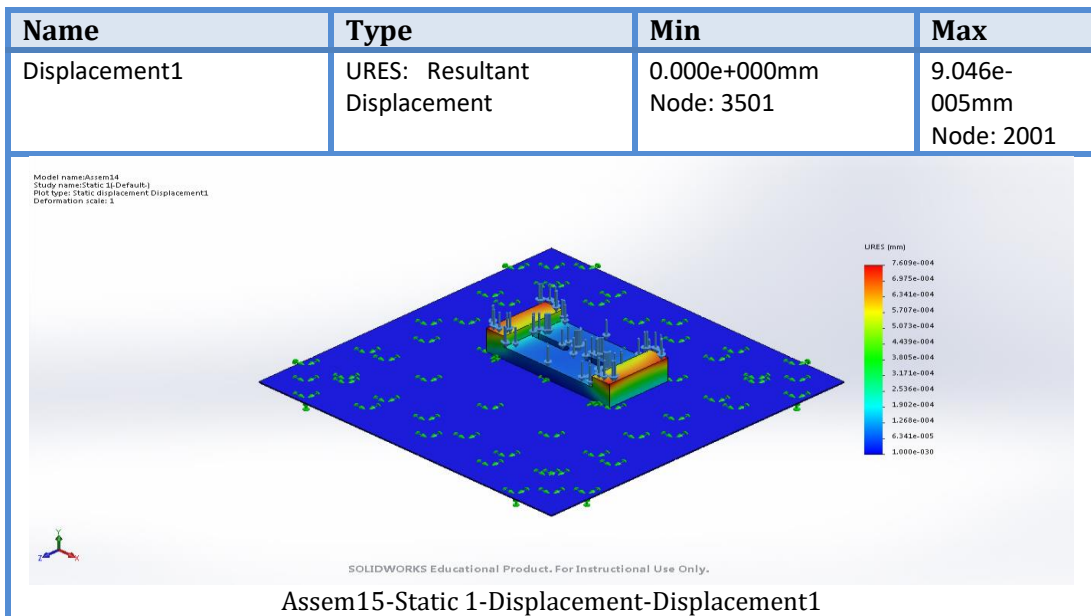 Name Type Min Max
Displacement1 URES: Resultant 0.000e+000mm 9.046e-
Displacement Node: 3501 005mm
Node: 2001
Model name:Assem14
Study name:Static 1(-Default-)
Plot type: Static displacement Displacement1
Deformation scale: 1
URES (mm)
7.609e-004
6.975e-004
6.341e-004
5.707e-004
5.073e-004
4.439e-004
3.805e-004
3.171e-004
2.536e-004
1.902e-004
1.268e-004
6.341e-005
1.000e-030
Y
Z X
SOLIDWORKS Educational Product. For Instructional Use Only.
Assem15-Static 1-Displacement-Displacement1